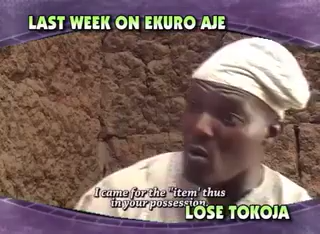 LAST WEEK ON EKURO AJE
I came for the "item' thus
in your possession.
LOSE TOKOJA